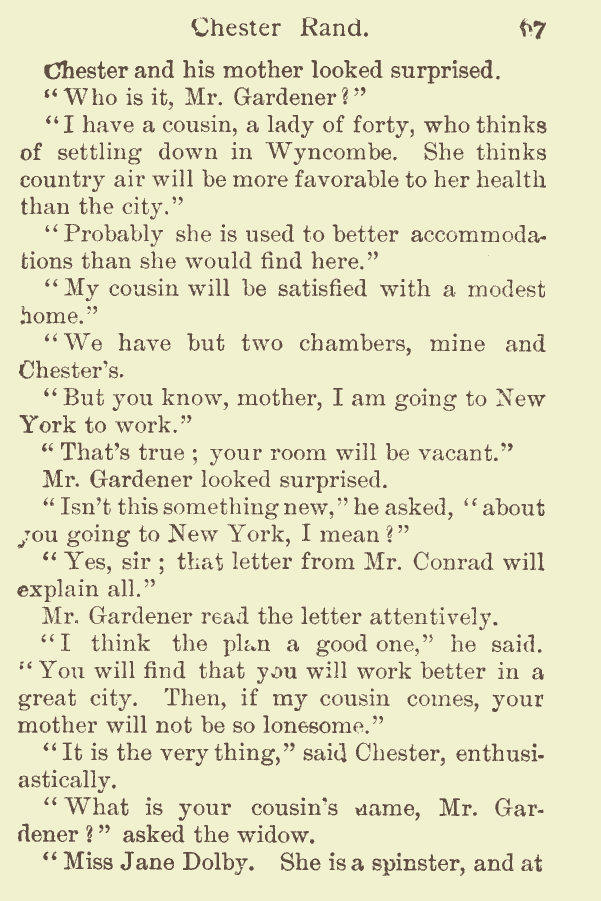 Chester Rand. 67
Chester and his mother looked surprised.
“Who is it, Mr. Gardener?”
“I have a cousin, a lady of forty, who thinks
of settling down in Wyncombe. She thinks
country air will be more favorable to her health
than the city.”
“Probably she is used to better accommoda-
tions than she would find here.”
“My cousin will be satisfied with a modest
home.”
“We have but two chambers, mine and
Chester's.
“But you know, mother, I am going to New
York to work.”
“That's true ; your room will be vacant.”
Mr. Gardener looked surprised.
“Isn't this something new,” he asked, “about
you going to New York, I mean?”
“Yes, sir ; that letter from Mr. Conrad will
explain all.”
Mr. Gardener read the letter attentively.
“I think the plan a good one,” he said.
“You will find that you will work better in a
great city. Then, if my cousin comes, your
mother will not be so lonesome.”
“It is the very thing,” said Chester, enthusi-
astically.
“What is your cousin's name, Mr. Gar-
dener?” asked the widow.
“Miss Jane Dolby. She is a spinster, and at